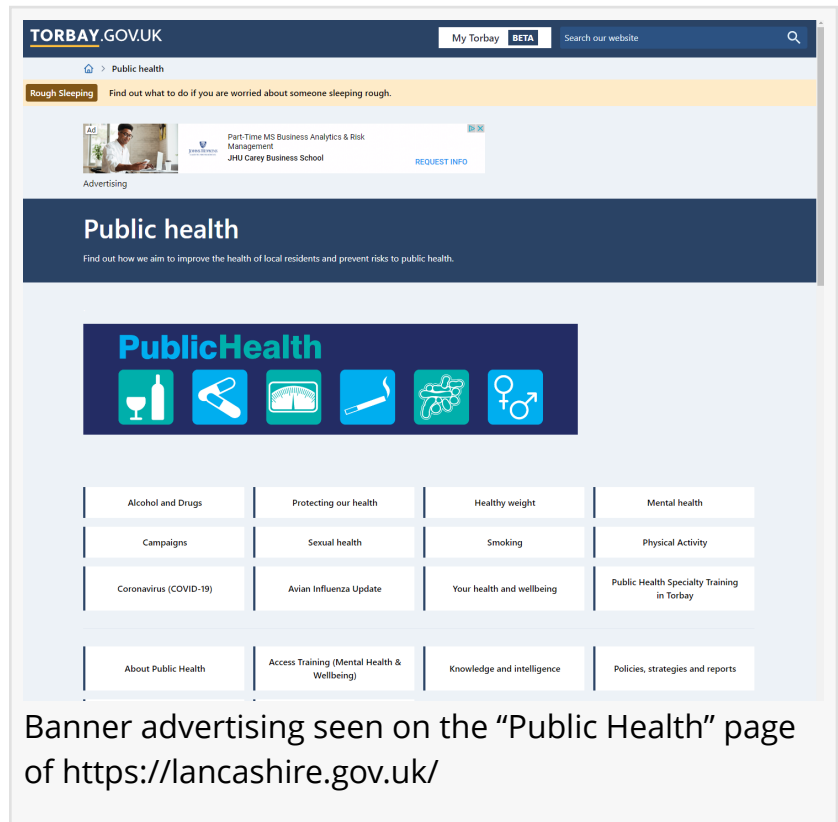 TORBAY.GOV.UK
My Torbay BETA
Search our website
> Public health
Rough Sleeping Find out what to do if you are worried about someone sleeping rough.
Ad
Part-Time MS Business Analytics & Risk
Management
JHU Carey Business School
REQUEST INFO
Advertising
Public health
Find out how we aim to improve the health of local residents and prevent risks to public health.
PublicHealth
Alcohol and Drugs Protecting our health Healthy weight Mental health
Campaigns Sexual health Smoking Physical Activity
Coronavirus (COVID-19) Avian Influenza Update Your health and wellbeing Public Health Specialty Training
in Torbay
About Public Health Access Training (Mental Health & Knowledge and intelligence Policies, strategies and reports
Wellbeing)
Banner advertising seen on the “Public Health” page
of https://lancashire.gov.uk/